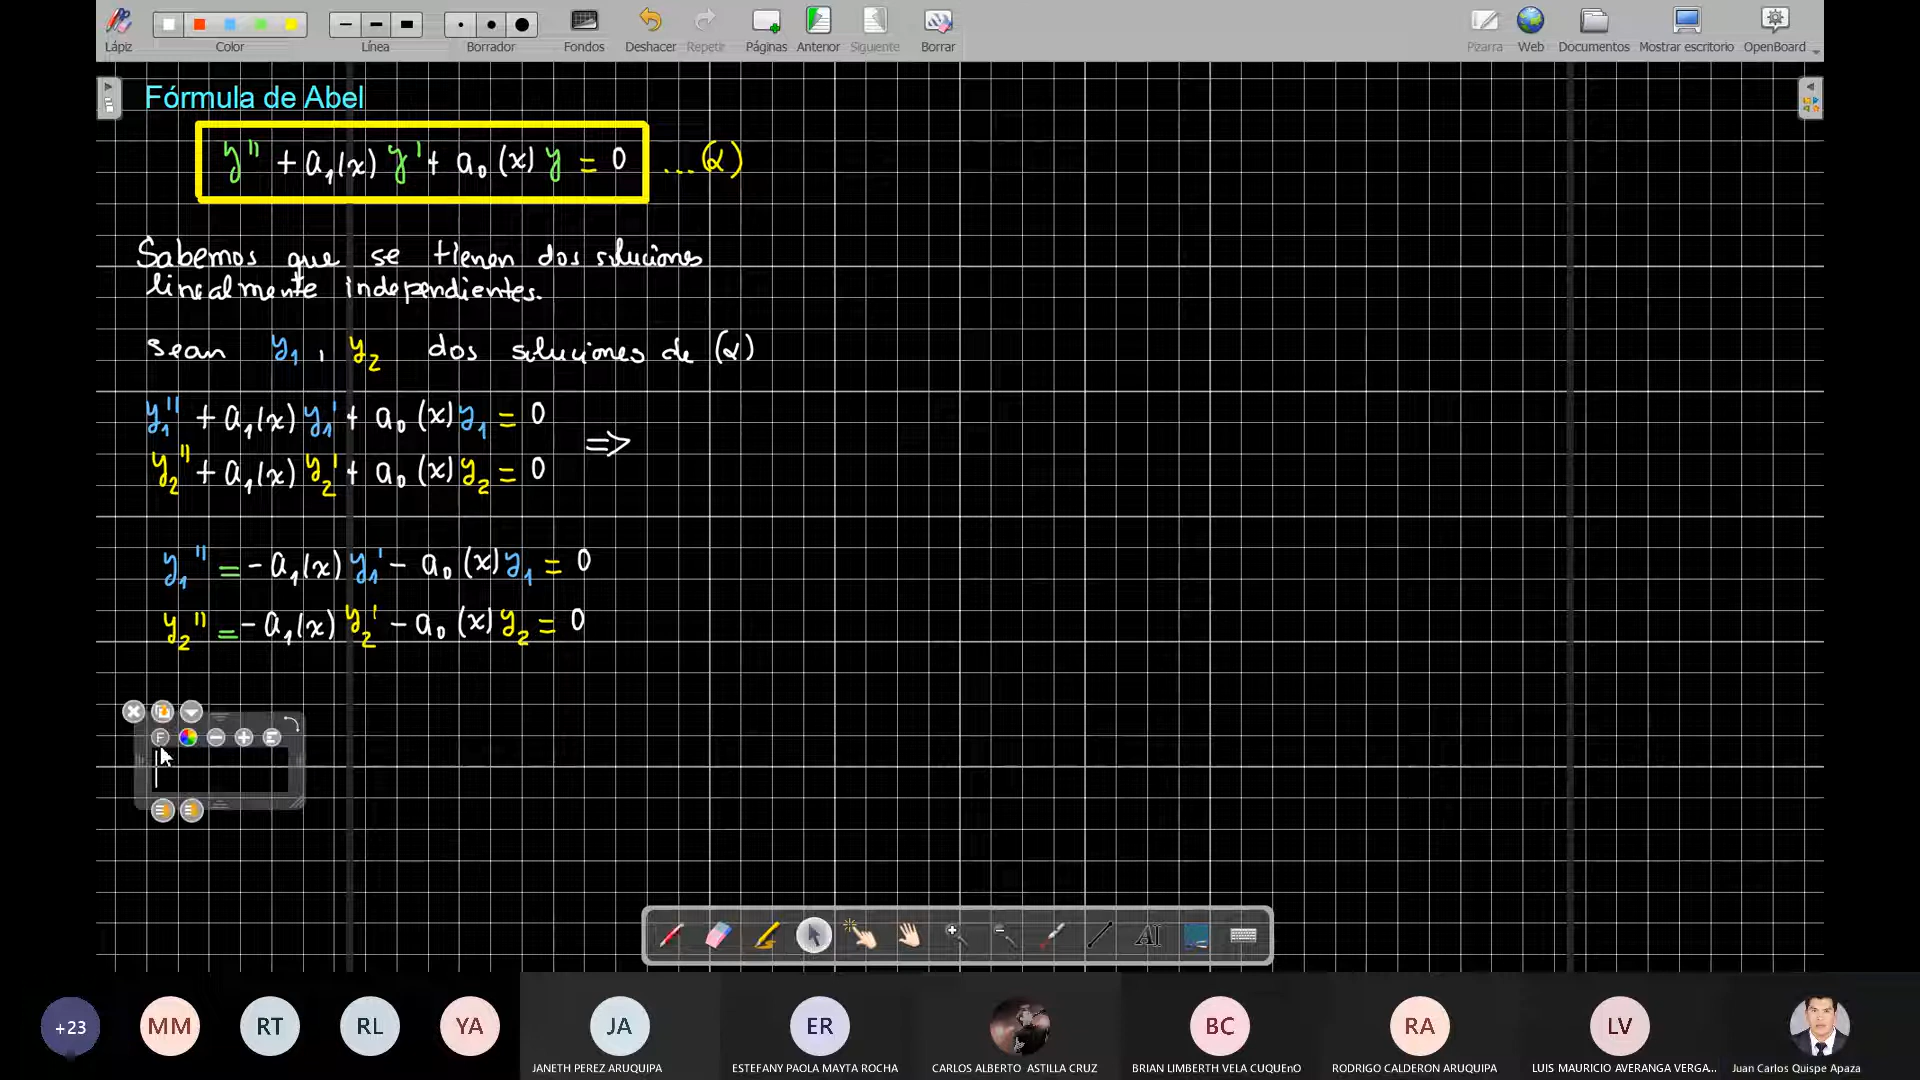 Lápiz Color Línea Borrador Fondos Deshacer Repetir Páginas Anterior Siguiente Borrar Pizarra Web Documentos Mostrar escritorio OpenBoard
Fórmula de Abel
y'' + a₁(x) y' + a₀(x) y = 0 ...(α)
Sabemos que se tienen dos soluciones
linealmente independientes.
sean y₁, y₂ dos soluciones de (α)
y₁'' + a₁(x) y₁' + a₀(x) y₁ = 0
=>
y₂'' + a₁(x) y₂' + a₀(x) y₂ = 0
y₁'' = - a₁(x) y₁' - a₀(x) y₁ = 0
y₂'' = - a₁(x) y₂' - a₀(x) y₂ = 0
F
AI
+23 MM RT RL YA JA ER BC RA LV
JANETH PEREZ ARUQUIPA ESTEFANY PAOLA MAYTA ROCHA CARLOS ALBERTO ASTILLA CRUZ BRIAN LIMBERTH VELA CUQUEnO RODRIGO CALDERON ARUQUIPA LUIS MAURICIO AVERANGA VERGA... Juan Carlos Quispe Apaza